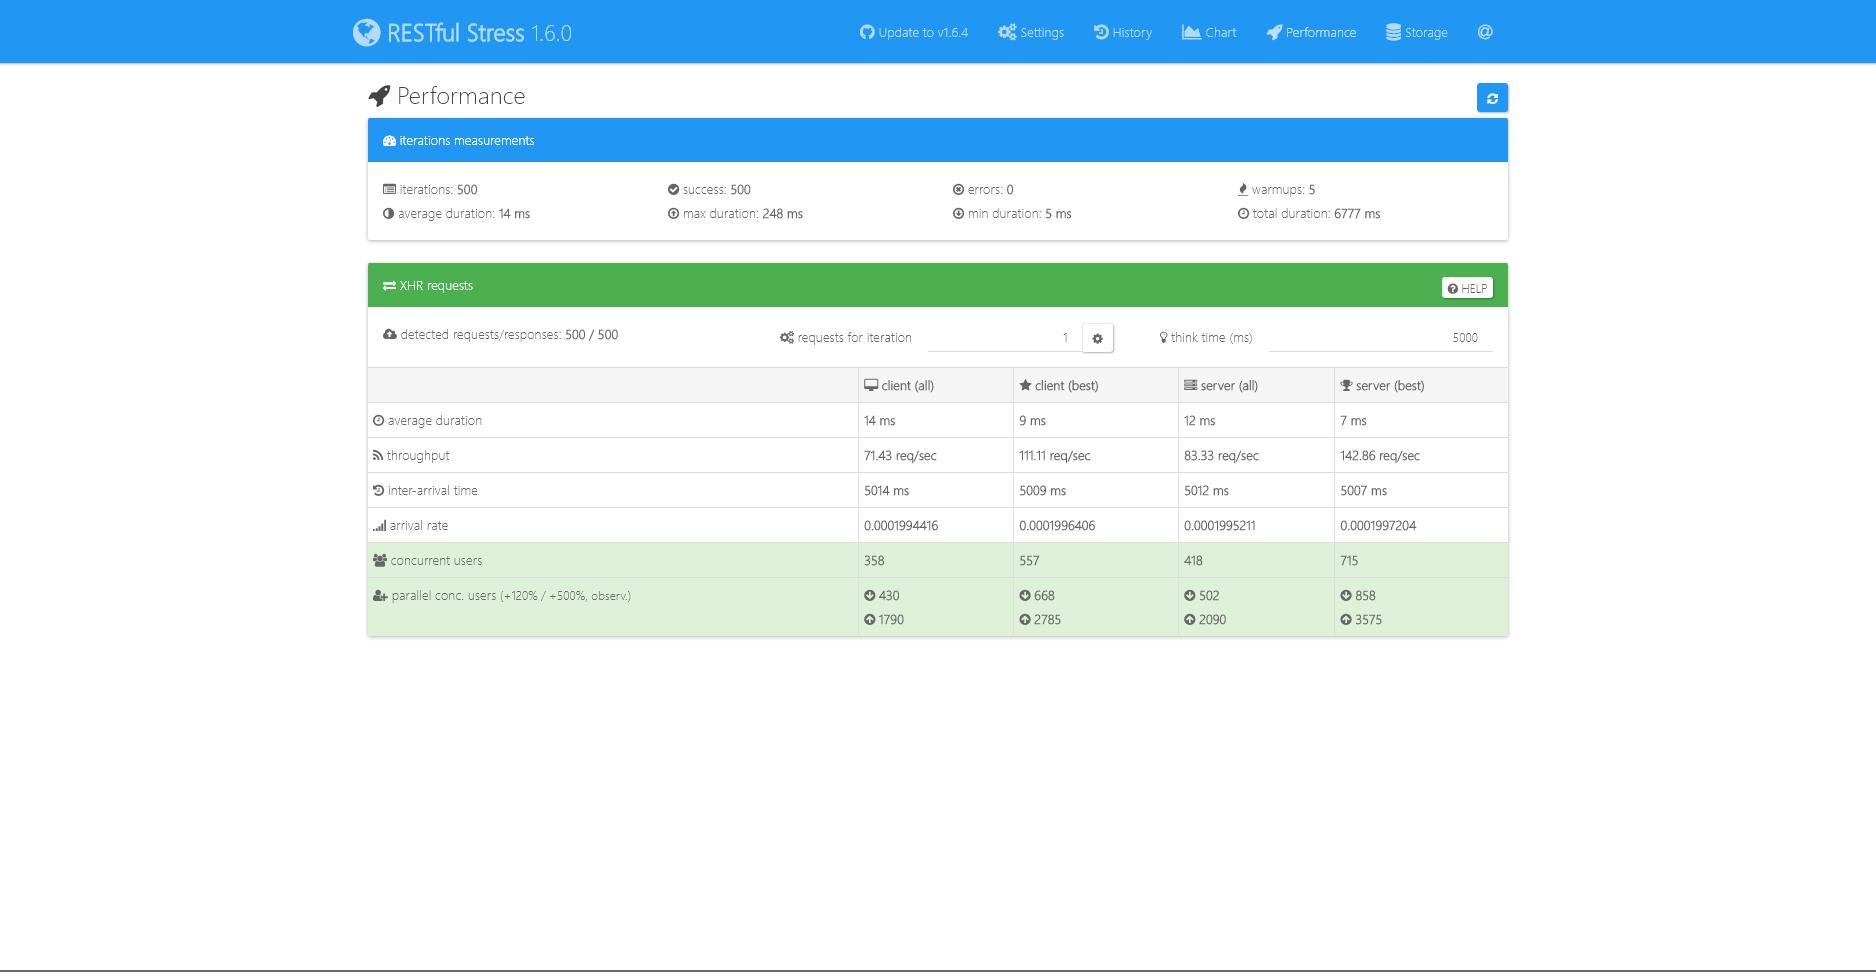 RESTful Stress 1.6.0 Update to v1.6.4 Settings History Chart Performance Storage @
Performance
iterations measurements
iterations: 500 success: 500 errors: 0 warmups: 5
average duration: 14 ms max duration: 248 ms min duration: 5 ms total duration: 6777 ms
XHR requests HELP
detected requests/responses: 500 / 500 requests for iteration 1 think time (ms) 5000
client (all) client (best) server (all) server (best)
average duration 14 ms 9 ms 12 ms 7 ms
throughput 71.43 req/sec 111.11 req/sec 83.33 req/sec 142.86 req/sec
inter-arrival time 5014 ms 5009 ms 5012 ms 5007 ms
arrival rate 0.0001994416 0.0001996406 0.0001995211 0.0001997204
concurrent users 358 557 418 715
parallel conc. users (+120% / +500%, observ.) 430 668 502 858
1790 2785 2090 3575